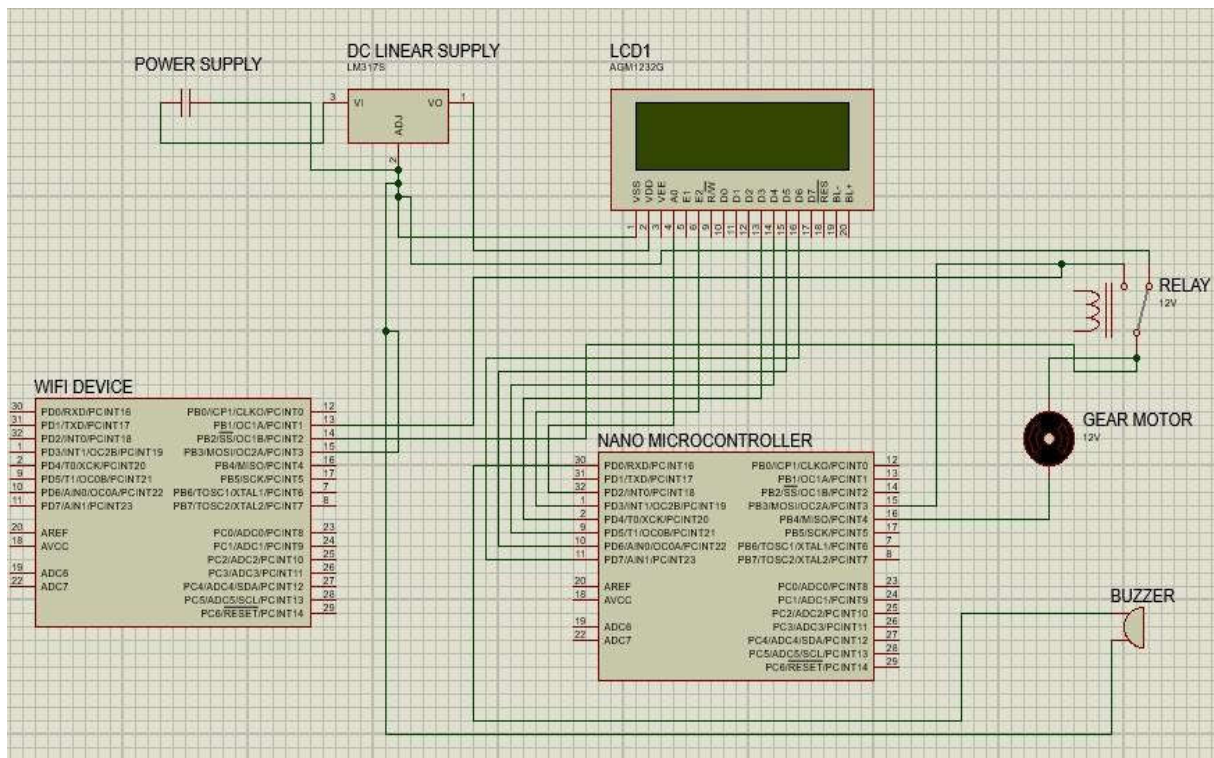 POWER SUPPLY
DC LINEAR SUPPLY
LM317S
3 VI VO 1
ADJ
2
LCD1
AGM1232G
VSS VDD VEE A0 E1 E2 R/W D0 D1 D2 D3 D4 D5 D6 D7 RES BL- BL+
1 2 3 4 5 6 9 10 11 12 13 14 15 16 17 18 19 20
RELAY
12V
GEAR MOTOR
12V
BUZZER
WIFI DEVICE
30 PD0/RXD/PCINT16 PB0/ICP1/CLKO/PCINT0 12
31 PD1/TXD/PCINT17 PB1/OC1A/PCINT1 13
32 PD2/INT0/PCINT18 PB2/SS/OC1B/PCINT2 14
1 PD3/INT1/OC2B/PCINT19 PB3/MOSI/OC2A/PCINT3 15
2 PD4/T0/XCK/PCINT20 PB4/MISO/PCINT4 16
9 PD5/T1/OC0B/PCINT21 PB5/SCK/PCINT5 17
10 PD6/AIN0/OC0A/PCINT22 PB6/TOSC1/XTAL1/PCINT6 7
11 PD7/AIN1/PCINT23 PB7/TOSC2/XTAL2/PCINT7 8
20 AREF PC0/ADC0/PCINT8 23
18 AVCC PC1/ADC1/PCINT9 24
PC2/ADC2/PCINT10 25
19 ADC6 PC3/ADC3/PCINT11 26
22 ADC7 PC4/ADC4/SDA/PCINT12 27
PC5/ADC5/SCL/PCINT13 28
PC6/RESET/PCINT14 29
NANO MICROCONTROLLER
30 PD0/RXD/PCINT16 PB0/ICP1/CLKO/PCINT0 12
31 PD1/TXD/PCINT17 PB1/OC1A/PCINT1 13
32 PD2/INT0/PCINT18 PB2/SS/OC1B/PCINT2 14
1 PD3/INT1/OC2B/PCINT19 PB3/MOSI/OC2A/PCINT3 15
2 PD4/T0/XCK/PCINT20 PB4/MISO/PCINT4 16
9 PD5/T1/OC0B/PCINT21 PB5/SCK/PCINT5 17
10 PD6/AIN0/OC0A/PCINT22 PB6/TOSC1/XTAL1/PCINT6 7
11 PD7/AIN1/PCINT23 PB7/TOSC2/XTAL2/PCINT7 8
20 AREF PC0/ADC0/PCINT8 23
18 AVCC PC1/ADC1/PCINT9 24
PC2/ADC2/PCINT10 25
19 ADC6 PC3/ADC3/PCINT11 26
22 ADC7 PC4/ADC4/SDA/PCINT12 27
PC5/ADC5/SCL/PCINT13 28
PC6/RESET/PCINT14 29